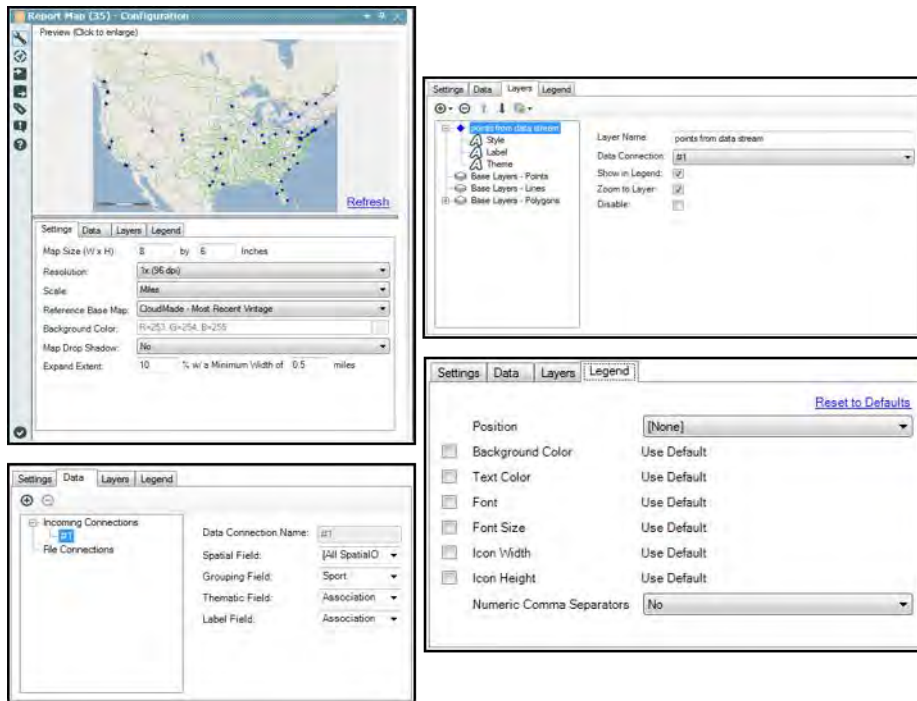 Report Map (35) - Configuration
Preview (Click to enlarge)
Refresh
Settings Data Layers Legend
Map Size (W x H): 8 by 6 Inches
Resolution: 1x (96 dpi)
Scale: Miles
Reference Base Map: CloudMade - Most Recent Vintage
Background Color: R=253, G=254, B=255
Map Drop Shadow: No
Expand Extent: 10 % w/ a Minimum Width of 0.5 miles
Settings Data Layers Legend
Incoming Connections
#1
File Connections
Data Connection Name: #1
Spatial Field: [All SpatialO
Grouping Field: Sport
Thematic Field: Association
Label Field: Association
Settings Data Layers Legend
points from data stream
Style
Label
Theme
Base Layers - Points
Base Layers - Lines
Base Layers - Polygons
Layer Name: points from data stream
Data Connection: #1
Show in Legend:
Zoom to Layer:
Disable:
Settings Data Layers Legend
Reset to Defaults
Position [None]
Background Color Use Default
Text Color Use Default
Font Use Default
Font Size Use Default
Icon Width Use Default
Icon Height Use Default
Numeric Comma Separators No